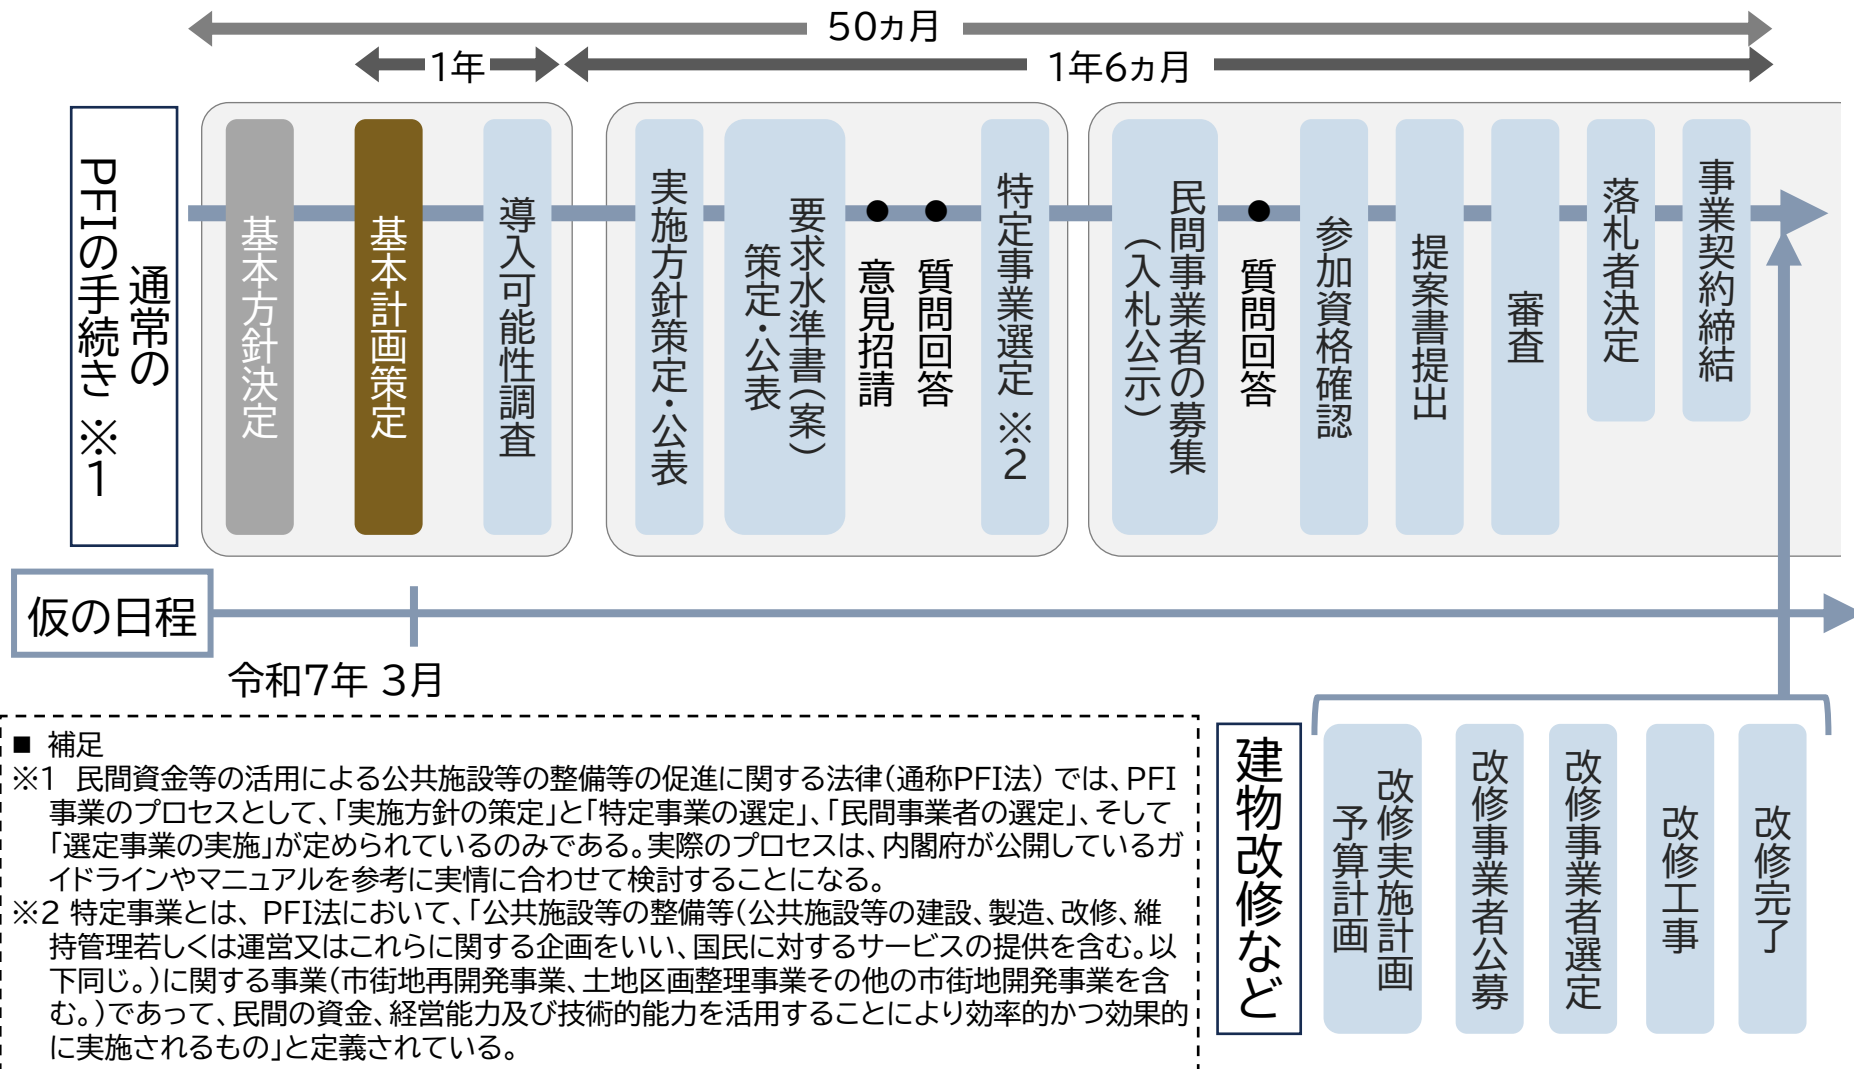 50ヵ月
1年
1年6ヵ月
通常の
PFIの手続き ※1
基本方針決定
基本計画策定
導入可能性調査
実施方針策定・公表
要求水準書(案)
策定・公表
意見招請
質問回答
特定事業選定 ※2
民間事業者の募集
(入札公示)
質問回答
参加資格確認
提案書提出
審査
落札者決定
事業契約締結
仮の日程
令和7年 3月
■ 補足
※1 民間資金等の活用による公共施設等の整備等の促進に関する法律(通称PFI法) では、PFI
事業のプロセスとして、「実施方針の策定」と「特定事業の選定」、「民間事業者の選定」、そして
「選定事業の実施」が定められているのみである。実際のプロセスは、内閣府が公開しているガ
イドラインやマニュアルを参考に実情に合わせて検討することになる。
※2 特定事業とは、 PFI法において、「公共施設等の整備等(公共施設等の建設、製造、改修、維
持管理若しくは運営又はこれらに関する企画をいい、国民に対するサービスの提供を含む。以
下同じ。)に関する事業(市街地再開発事業、土地区画整理事業その他の市街地開発事業を含
む。)であって、民間の資金、経営能力及び技術的能力を活用することにより効率的かつ効果的
に実施されるもの」と定義されている。
建物改修など
改修実施計画
予算計画
改修事業者公募
改修事業者選定
改修工事
改修完了